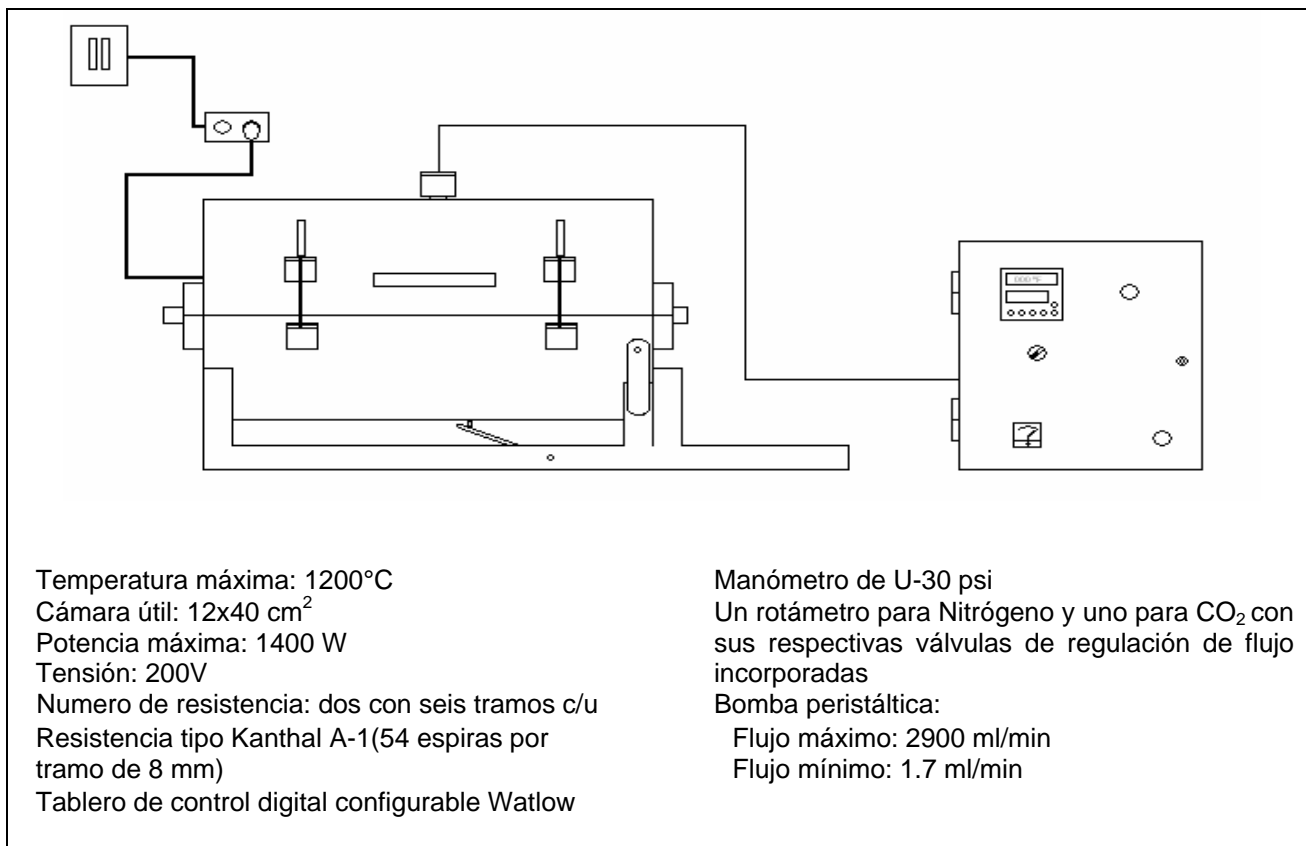 Temperatura máxima: 1200°C
Cámara útil: 12x40 cm²
Potencia máxima: 1400 W
Tensión: 200V
Numero de resistencia: dos con seis tramos c/u
Resistencia tipo Kanthal A-1(54 espiras por
tramo de 8 mm)
Tablero de control digital configurable Watlow
Manómetro de U-30 psi
Un rotámetro para Nitrógeno y uno para CO₂ con
sus respectivas válvulas de regulación de flujo
incorporadas
Bomba peristáltica:
Flujo máximo: 2900 ml/min
Flujo mínimo: 1.7 ml/min